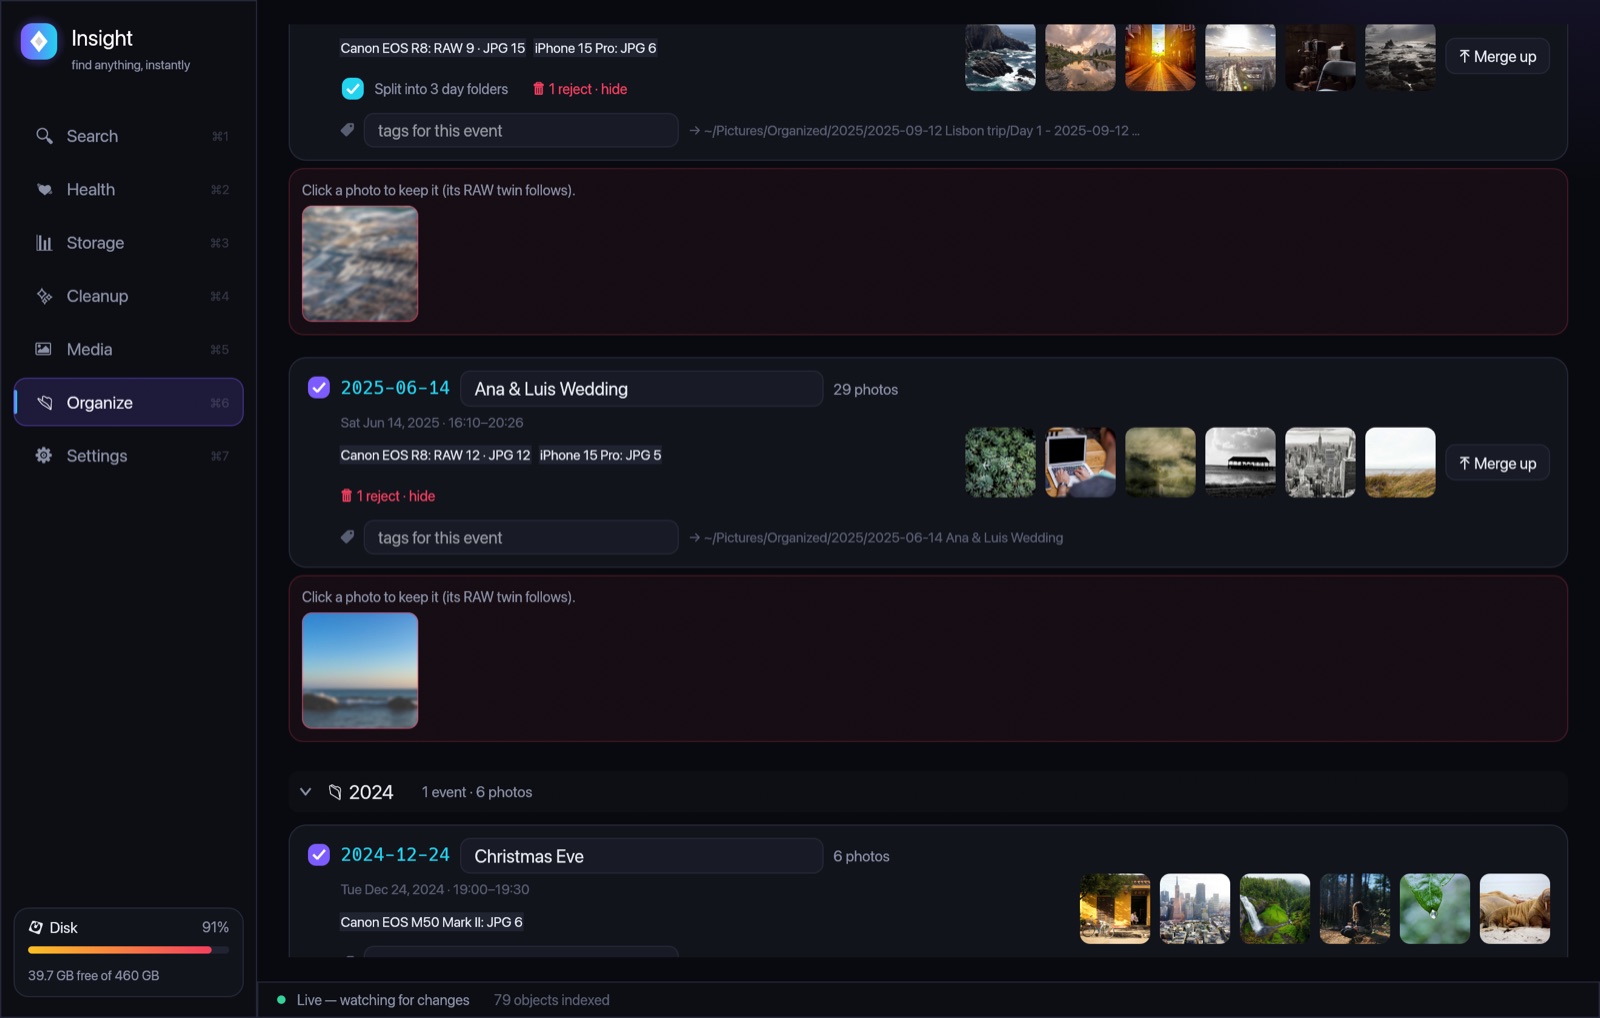 Insight
find anything, instantly
Search ⌘1
Health ⌘2
Storage ⌘3
Cleanup ⌘4
Media ⌘5
Organize ⌘6
Settings ⌘7
Disk 91%
39.7 GB free of 460 GB
Canon EOS R8: RAW 9 · JPG 15 iPhone 15 Pro: JPG 6
Merge up
Split into 3 day folders 1 reject · hide
tags for this event → ~/Pictures/Organized/2025/2025-09-12 Lisbon trip/Day 1 - 2025-09-12 ...
Click a photo to keep it (its RAW twin follows).
2025-06-14 Ana & Luis Wedding 29 photos
Sat Jun 14, 2025 · 16:10–20:26
Canon EOS R8: RAW 12 · JPG 12 iPhone 15 Pro: JPG 5
Merge up
1 reject · hide
tags for this event → ~/Pictures/Organized/2025/2025-06-14 Ana & Luis Wedding
Click a photo to keep it (its RAW twin follows).
2024 1 event · 6 photos
2024-12-24 Christmas Eve 6 photos
Tue Dec 24, 2024 · 19:00–19:30
Canon EOS M50 Mark II: JPG 6
Live — watching for changes 79 objects indexed